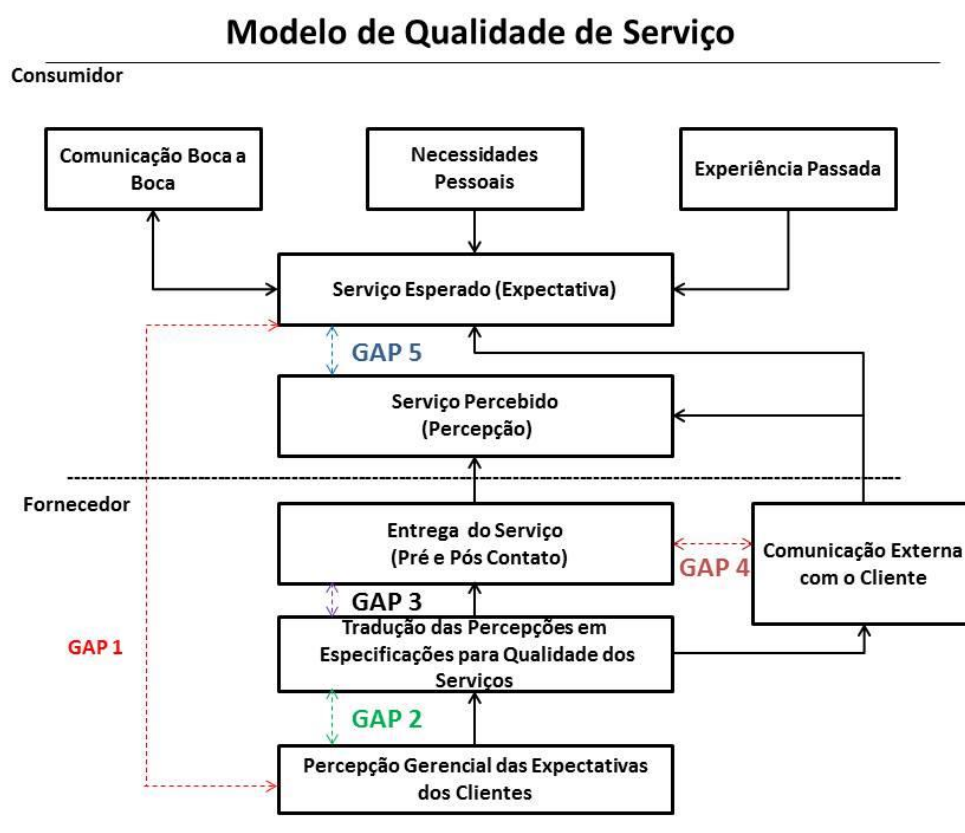 Modelo de Qualidade de Serviço
Consumidor
Comunicação Boca a
Boca
Necessidades
Pessoais
Experiência Passada
Serviço Esperado (Expectativa)
GAP 5
Serviço Percebido
(Percepção)
Fornecedor
Entrega do Serviço
(Pré e Pós Contato)
GAP 4
Comunicação Externa
com o Cliente
GAP 3
Tradução das Percepções em
Especificações para Qualidade dos
Serviços
GAP 1
GAP 2
Percepção Gerencial das Expectativas
dos Clientes